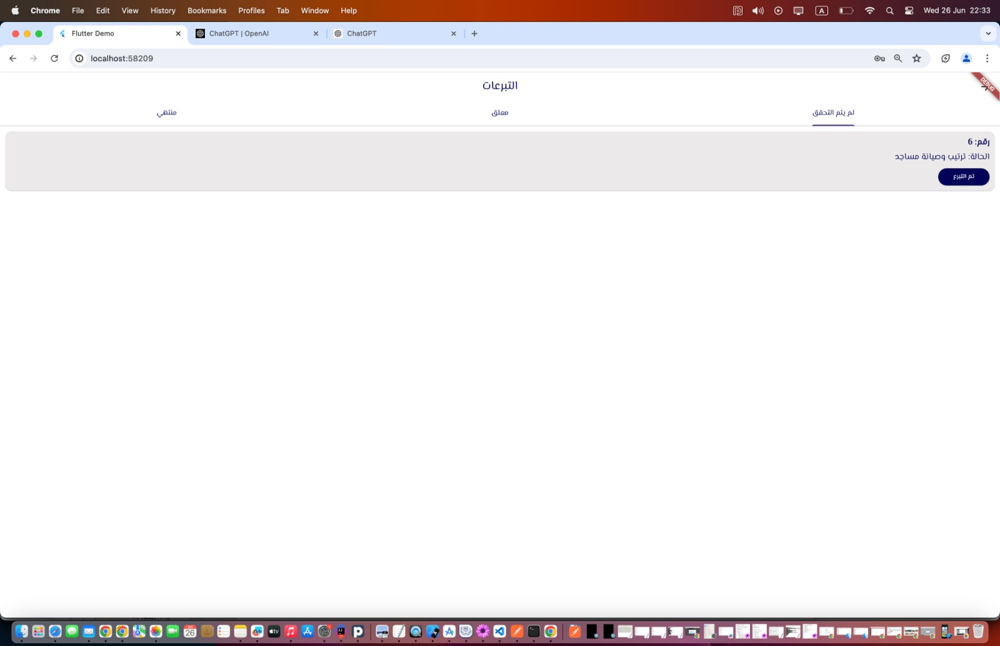 Chrome File Edit View History Bookmarks Profiles Tab Window Help A Wed 26 Jun 22:33
Flutter Demo ChatGPT | OpenAI ChatGPT
localhost:58209
DEBUG
التبرعات
لم يتم التحقق معلق منتهي
رقم: 6
الحالة: ترتيب وصيانة مساجد
تم التبرع
26 tv